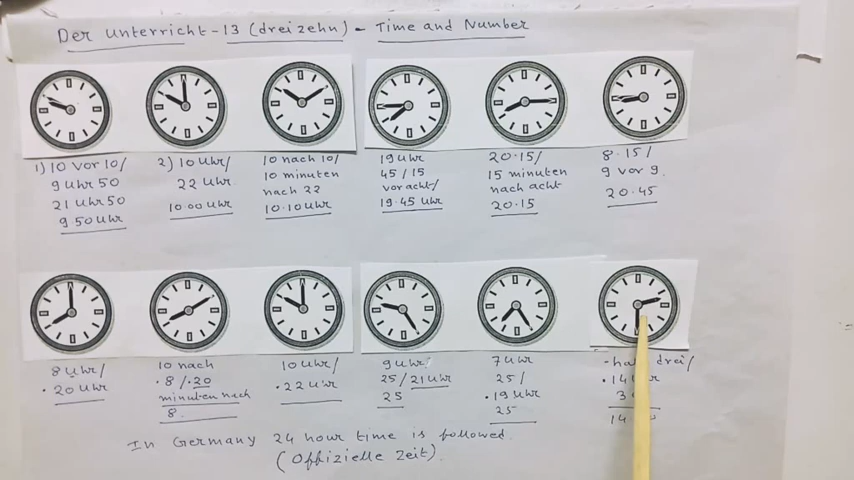 Der Unterricht-13 (dreizehn) - Time and Number
1) 10 vor 10/
9 Uhr 50
21 Uhr 50
9 50 Uhr
2) 10 Uhr/
22 Uhr
10.00 Uhr
10 nach 10/
10 minuten
nach 22
10.10 Uhr
19 Uhr
45 / 15
vor acht/
19.45 Uhr
20.15/
15 minuten
nach acht
20.15
8.15/
9 vor 9.
20.45
8 Uhr/
.20 Uhr
10 nach
.8 /.20
minuten nach
8.
10 Uhr/
.22 Uhr
9 Uhr/
25 / 21 Uhr
25
7 Uhr
25 /
.19 Uhr
25
drei/
.14
3
14
In Germany 24 hour time is followed.
(Offizielle Zeit).